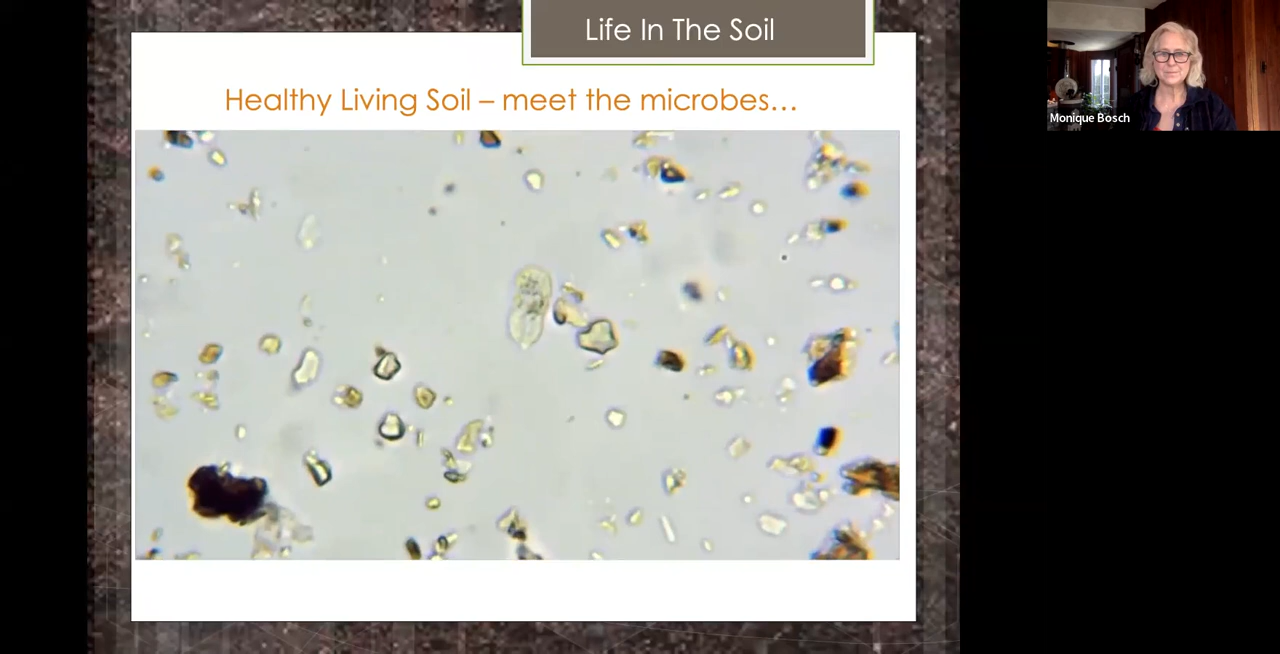 Life In The Soil
Healthy Living Soil – meet the microbes…
Monique Bosch